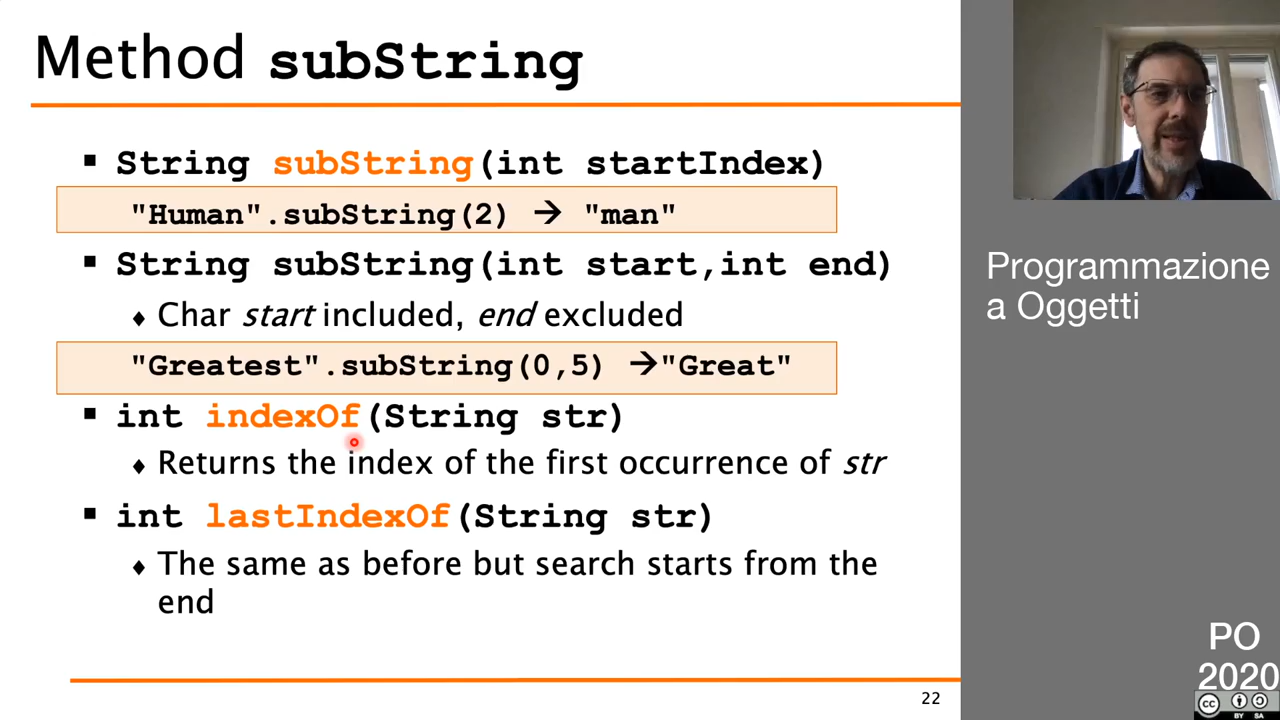 Method subString
▪ String subString(int startIndex)
"Human".subString(2) → "man"
▪ String subString(int start,int end)
♦ Char start included, end excluded
"Greatest".subString(0,5) →"Great"
▪ int indexOf(String str)
♦ Returns the index of the first occurrence of str
▪ int lastIndexOf(String str)
♦ The same as before but search starts from the
end
22
Programmazione
a Oggetti
PO
2020
CC
BY SA